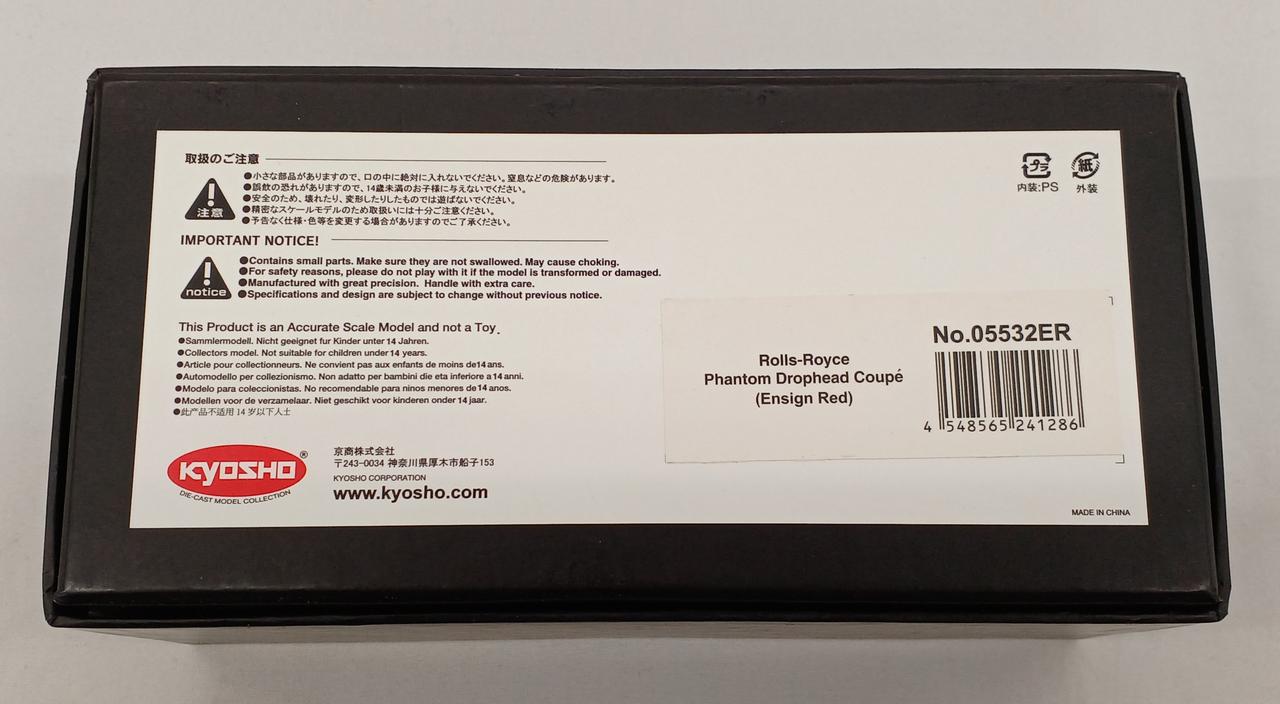 取扱のご注意
注意
●小さな部品がありますので、口の中に絶対に入れないでください。窒息などの危険があります。
●誤飲の恐れがありますので、14歳未満のお子様に与えないでください。
●安全のため、壊れたり、変形したりしたものでは遊ばないでください。
●精密なスケールモデルのため取扱いには十分ご注意ください。
●予告なく仕様・色等を変更する場合がありますのでご了承ください。
プラ
内装:PS
紙
外装
IMPORTANT NOTICE!
notice
●Contains small parts. Make sure they are not swallowed. May cause choking.
●For safety reasons, please do not play with it if the model is transformed or damaged.
●Manufactured with great precision. Handle with extra care.
●Specifications and design are subject to change without previous notice.
This Product is an Accurate Scale Model and not a Toy.
●Sammlermodell. Nicht geeignet fur Kinder unter 14 Jahren.
●Collectors model. Not suitable for children under 14 years.
●Article pour collectionneurs. Ne convient pas aux enfants de moins de14 ans.
●Automodello per collezionismo. Non adatto per bambini die eta inferiore a 14 anni.
●Modelo para coleccionistas. No recomendable para ninos menores de14 anos.
●Modellen voor de verzamelaar. Niet geschikt voor kinderen onder 14 jaar.
●此产品不适用 14 岁以下人士
Rolls-Royce
Phantom Drophead Coupé
(Ensign Red)
No.05532ER
4 548565 241286
KYOSHO®
DIE-CAST MODEL COLLECTION
京商株式会社
〒243-0034 神奈川県厚木市船子153
KYOSHO CORPORATION
www.kyosho.com
MADE IN CHINA